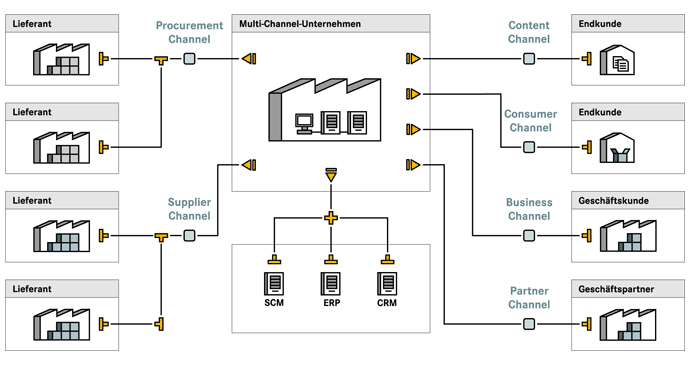 Lieferant
Procurement
Channel
Multi-Channel-Unternehmen
Content
Channel
Endkunde
Lieferant
Consumer
Channel
Endkunde
Lieferant
Supplier
Channel
Business
Channel
Geschäftskunde
Lieferant
SCM
ERP
CRM
Partner
Channel
Geschäftspartner